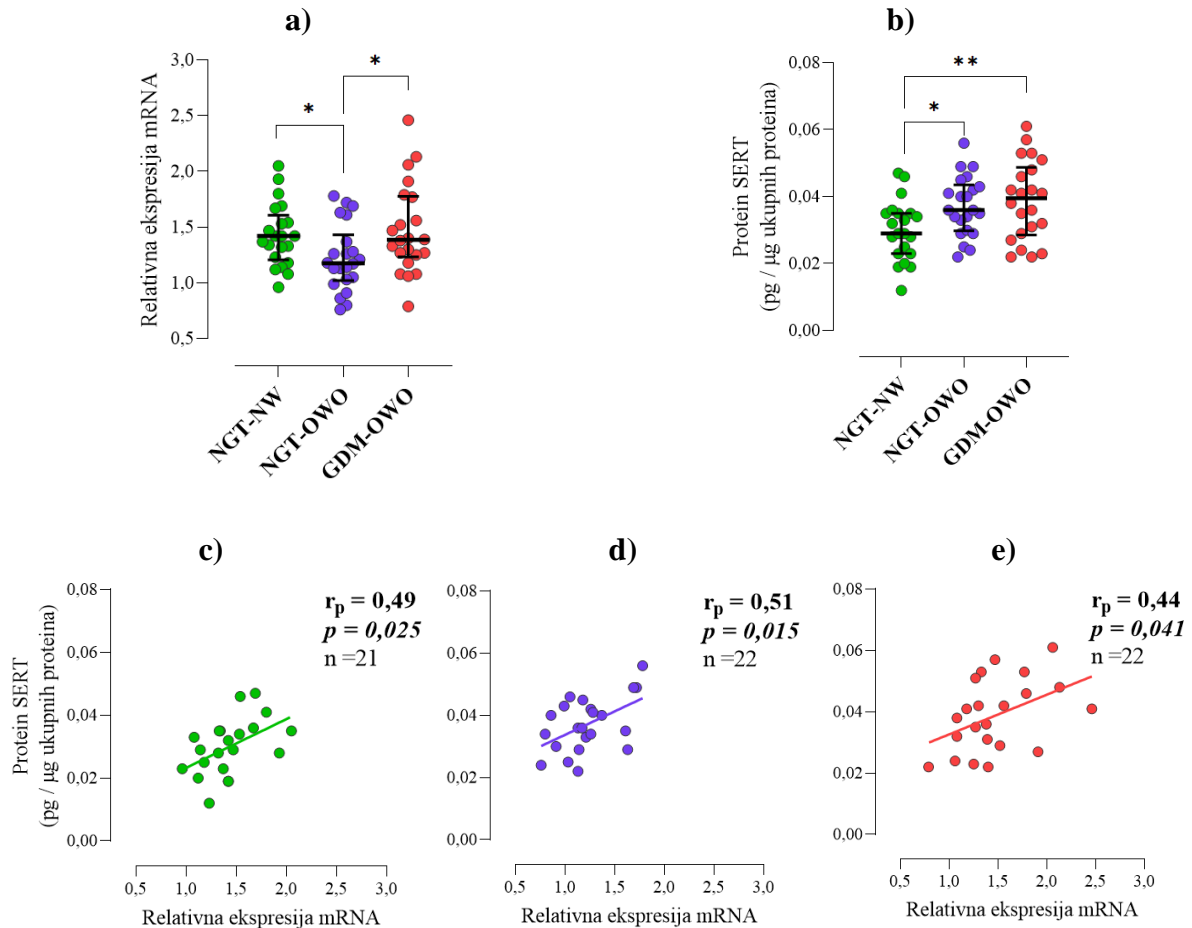 a)
Relativna ekspresija mRNA
3,0
2,5
2,0
1,5
1,0
0,5
*
*
NGT-NW
NGT-OWO
GDM-OWO
b)
Protein SERT
(pg / µg ukupnih proteina)
0,08
0,06
0,04
0,02
0,00
**
*
NGT-NW
NGT-OWO
GDM-OWO
c)
Protein SERT
(pg / µg ukupnih proteina)
0,08
0,06
0,04
0,02
0,00
rp = 0,49
p = 0,025
n =21
0,5 1,0 1,5 2,0 3,0
Relativna ekspresija mRNA
d)
0,08
0,06
0,04
0,02
0,00
rp = 0,51
p = 0,015
n =22
0,5 1,0 1,5 2,0 3,0
Relativna ekspresija mRNA
e)
0,08
0,06
0,04
0,02
0,00
rp = 0,44
p = 0,041
n =22
0,5 1,0 1,5 2,0 3,0
Relativna ekspresija mRNA